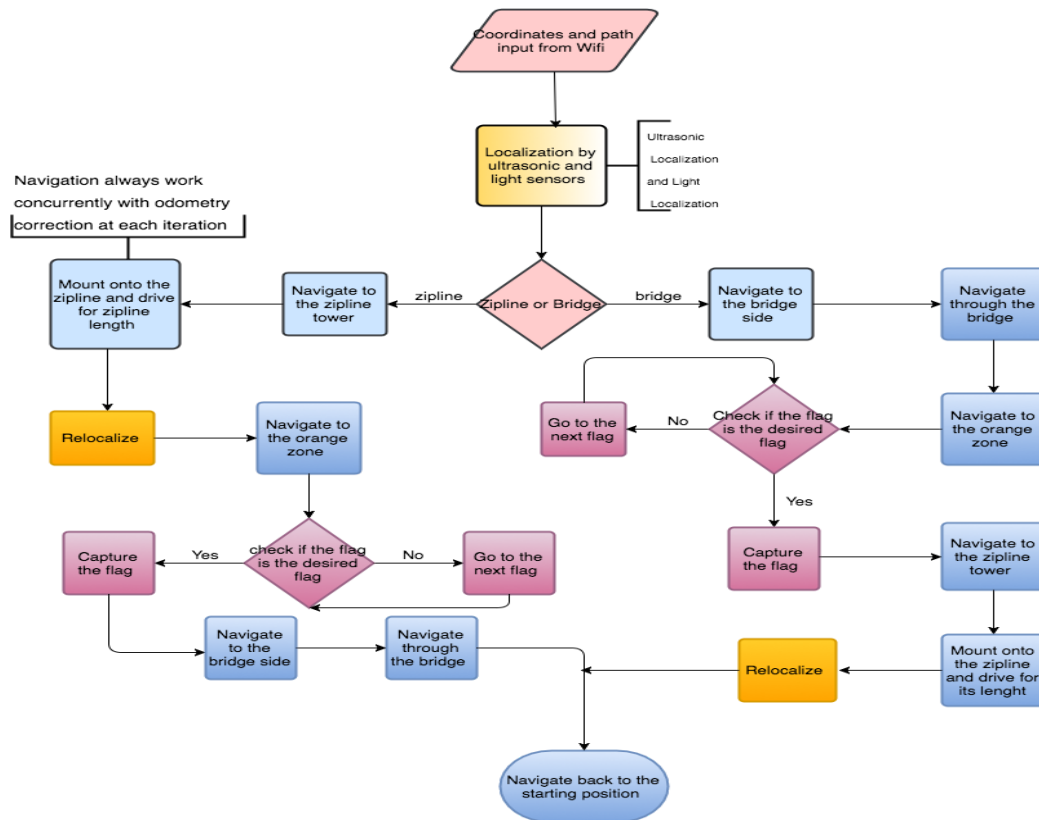 Coordinates and path
input from Wifi
Localization by
ultrasonic and
light sensors
Ultrasonic
Localization
and Light
Localization
Navigation always work
concurrently with odometry
correction at each iteration
Mount onto the
zipline and drive
for zipline
length
Navigate to
the zipline
tower
zipline
Zipline or Bridge
bridge
Navigate to
the bridge
side
Navigate
through the
bridge
Relocalize
Navigate to
the orange
zone
Go to the
next flag
No
Check if the flag
is the desired
flag
Navigate to
the orange
zone
Yes
Capture
the flag
Yes
check if the flag
is the desired
flag
No
Go to the
next flag
Capture
the flag
Navigate to
the zipline
tower
Navigate
to the
bridge side
Navigate
through
the bridge
Relocalize
Mount onto
the zipline
and drive for
its lenght
Navigate back to the
starting position